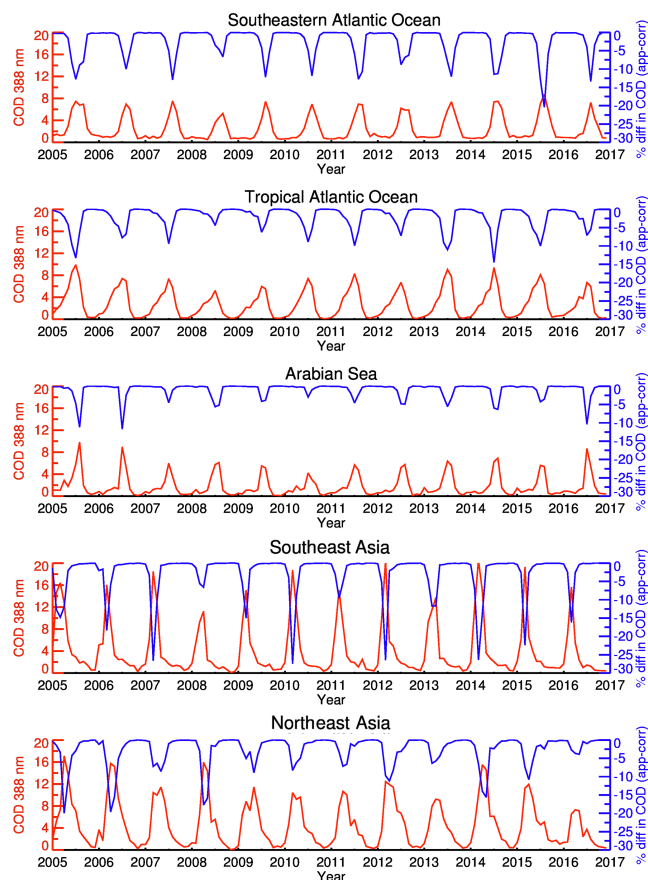 Southeastern Atlantic Ocean
20 16 12 8 4 0
COD 388 nm
0 -5 -10 -15 -20 -25 -30
% diff in COD (app-corr)
2005 2006 2007 2008 2009 2010 2011 2012 2013 2014 2015 2016 2017
Year
Tropical Atlantic Ocean
20 16 12 8 4 0
COD 388 nm
0 -5 -10 -15 -20 -25 -30
% diff in COD (app-corr)
2005 2006 2007 2008 2009 2010 2011 2012 2013 2014 2015 2016 2017
Year
Arabian Sea
20 16 12 8 4 0
COD 388 nm
0 -5 -10 -15 -20 -25 -30
% diff in COD (app-corr)
2005 2006 2007 2008 2009 2010 2011 2012 2013 2014 2015 2016 2017
Year
Southeast Asia
20 16 12 8 4 0
COD 388 nm
0 -5 -10 -15 -20 -25 -30
% diff in COD (app-corr)
2005 2006 2007 2008 2009 2010 2011 2012 2013 2014 2015 2016 2017
Year
Northeast Asia
20 16 12 8 4 0
COD 388 nm
0 -5 -10 -15 -20 -25 -30
% diff in COD (app-corr)
2005 2006 2007 2008 2009 2010 2011 2012 2013 2014 2015 2016 2017
Year